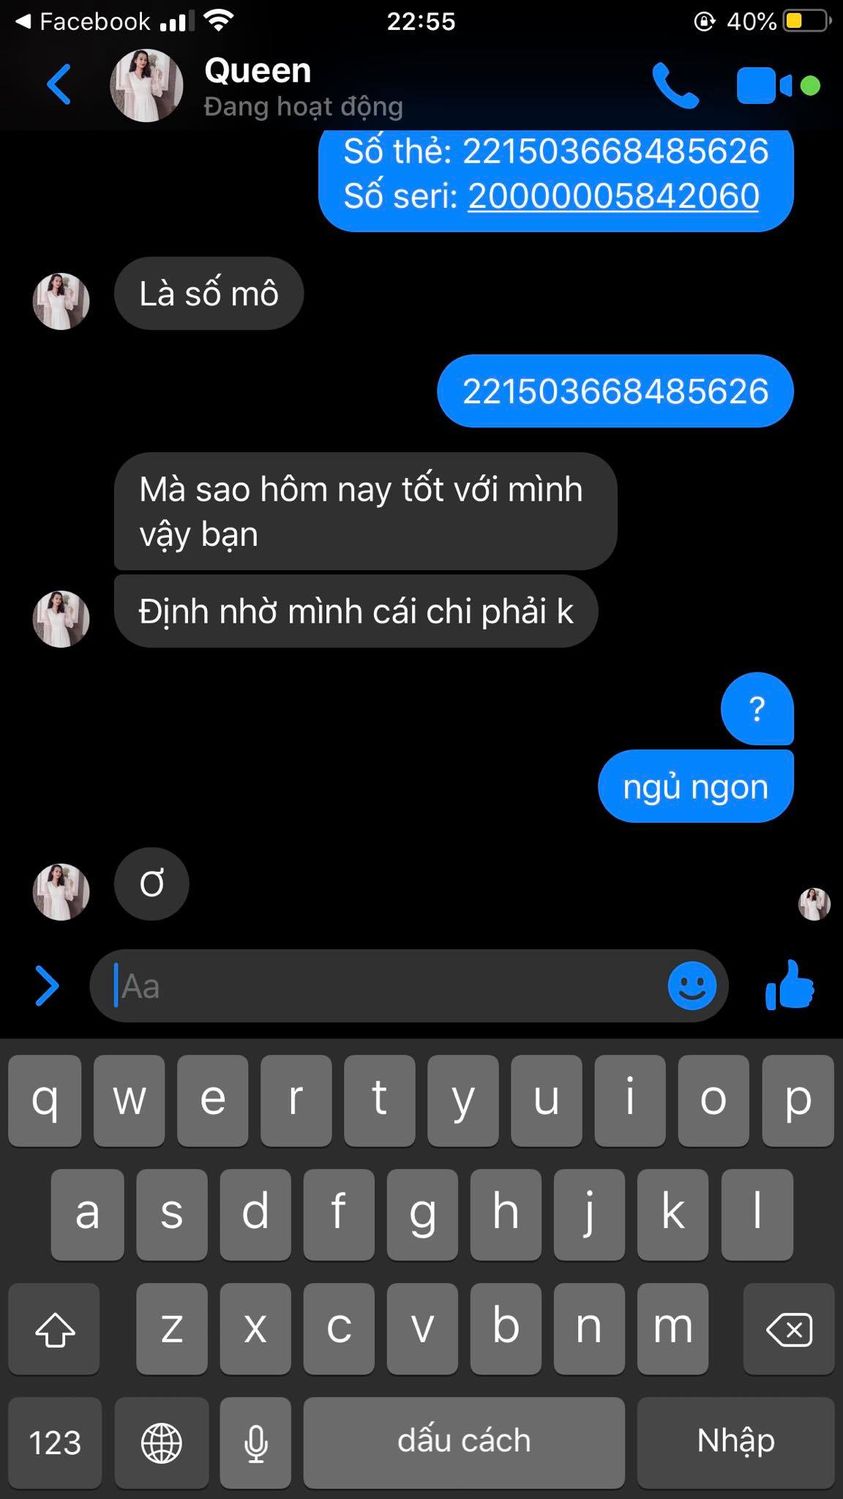 Facebook
22:55
40%
Queen
Đang hoạt động
Số thẻ: 221503668485626
Số seri: 20000005842060
Là số mô
221503668485626
Mà sao hôm nay tốt với mình
vậy bạn
Định nhờ mình cái chi phải k
?
ngủ ngon
Ơ
Aa
q w e r t y u i o p
a s d f g h j k l
z x c v b n m
123 dấu cách Nhập